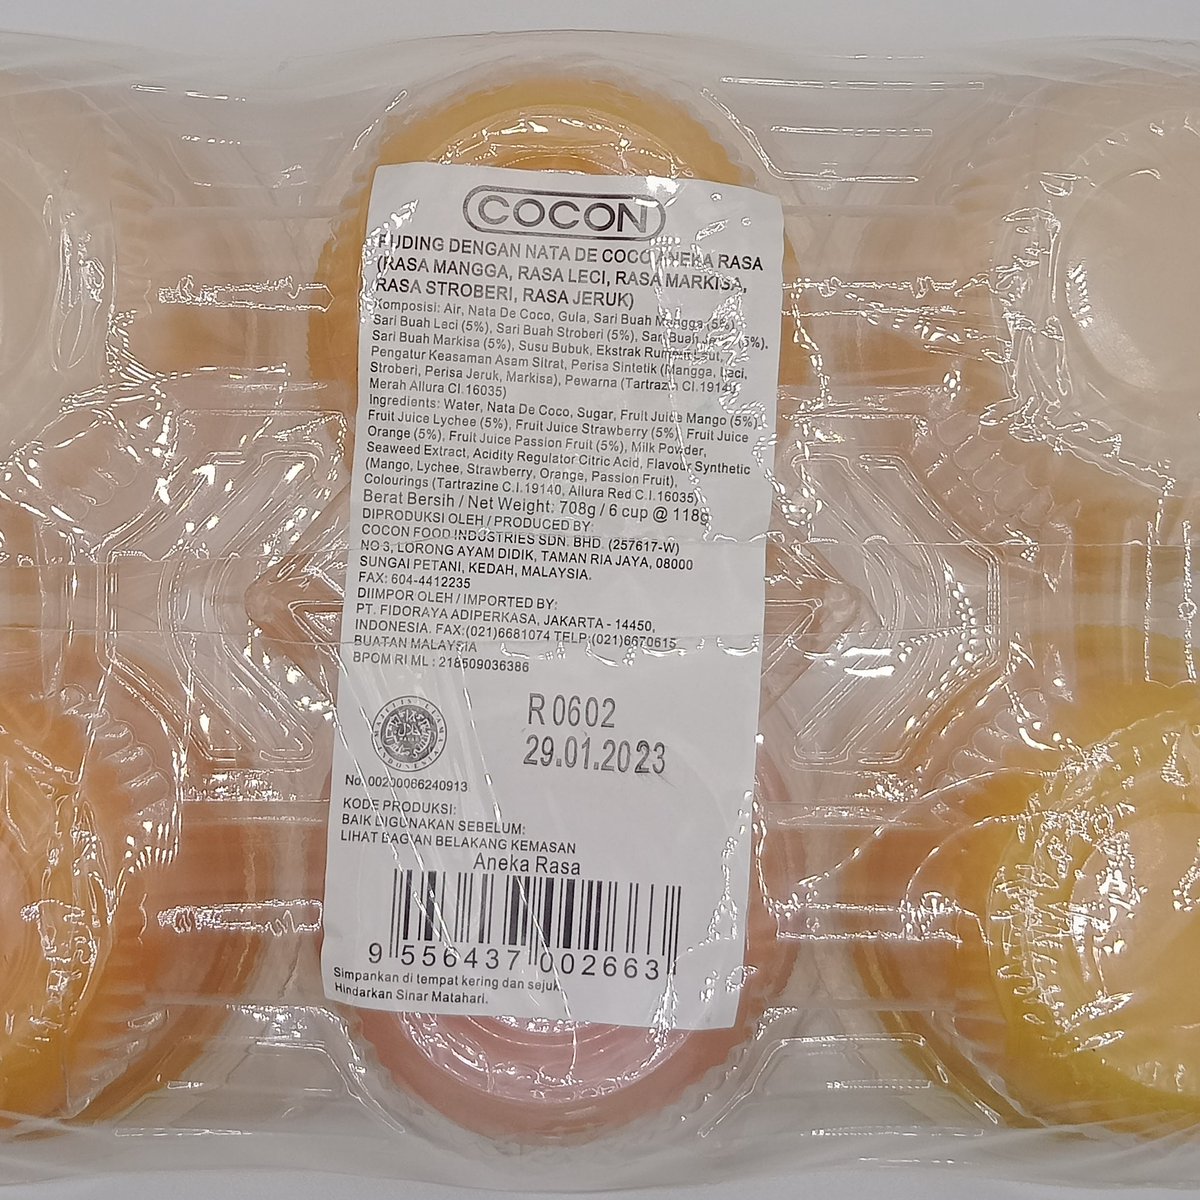 COCON
PUDING DENGAN NATA DE COCO ANEKA RASA
(RASA MANGGA, RASA LECI, RASA MARKISA,
RASA STROBERI, RASA JERUK)
Komposisi: Air, Nata De Coco, Gula, Sari Buah Mangga (5%)
Sari Buah Leci (5%), Sari Buah Stroberi (5%), Sari Buah Jeruk (5%),
Sari Buah Markisa (5%), Susu Bubuk, Ekstrak Rumput Laut,
Pengatur Keasaman Asam Sitrat, Perisa Sintetik (Mangga, Leci,
Stroberi, Perisa Jeruk, Markisa), Pewarna (Tartrazin CI.19140,
Merah Allura CI.16035)
Ingredients: Water, Nata De Coco, Sugar, Fruit Juice Mango (5%),
Fruit Juice Lychee (5%), Fruit Juice Strawberry (5%), Fruit Juice
Orange (5%), Fruit Juice Passion Fruit (5%), Milk Powder,
Seaweed Extract, Acidity Regulator Citric Acid, Flavour Synthetic
(Mango, Lychee, Strawberry, Orange, Passion Fruit),
Colourings (Tartrazine C.I.19140, Allura Red C.I.16035)
Berat Bersih / Net Weight: 708g / 6 cup @ 118g
DIPRODUKSI OLEH / PRODUCED BY:
COCON FOOD INDUSTRIES SDN. BHD. (257617-W)
NO 3, LORONG AYAM DIDIK, TAMAN RIA JAYA, 08000
SUNGAI PETANI, KEDAH, MALAYSIA.
FAX: 604-4412235
DIIMPOR OLEH / IMPORTED BY:
PT. FIDORAYA ADIPERKASA, JAKARTA - 14450,
INDONESIA. FAX:(021)6681074 TELP:(021)6670615
BUATAN MALAYSIA
BPOM RI ML : 218509036386
R 0602
29.01.2023
MAJELIS ULAMA INDONESIA
No. 00200066240913
KODE PRODUKSI:
BAIK DIGUNAKAN SEBELUM:
LIHAT BAGIAN BELAKANG KEMASAN
Aneka Rasa
9 556437 002663
Simpankan di tempat kering dan sejuk
Hindarkan Sinar Matahari.